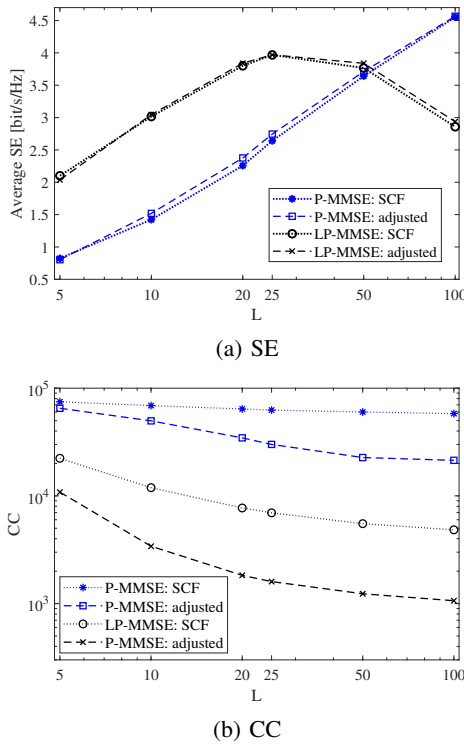 5
4.5
4
3.5
3
2.5
2
1.5
1
0.5
Average SE [bit/s/Hz]
P-MMSE: SCF
P-MMSE: adjusted
LP-MMSE: SCF
LP-MMSE: adjusted
5 10 20 25 50 100
L
(a) SE
10^5
10^4
10^3
CC
P-MMSE: SCF
P-MMSE: adjusted
LP-MMSE: SCF
P-MMSE: adjusted
5 10 20 25 50 100
L
(b) CC